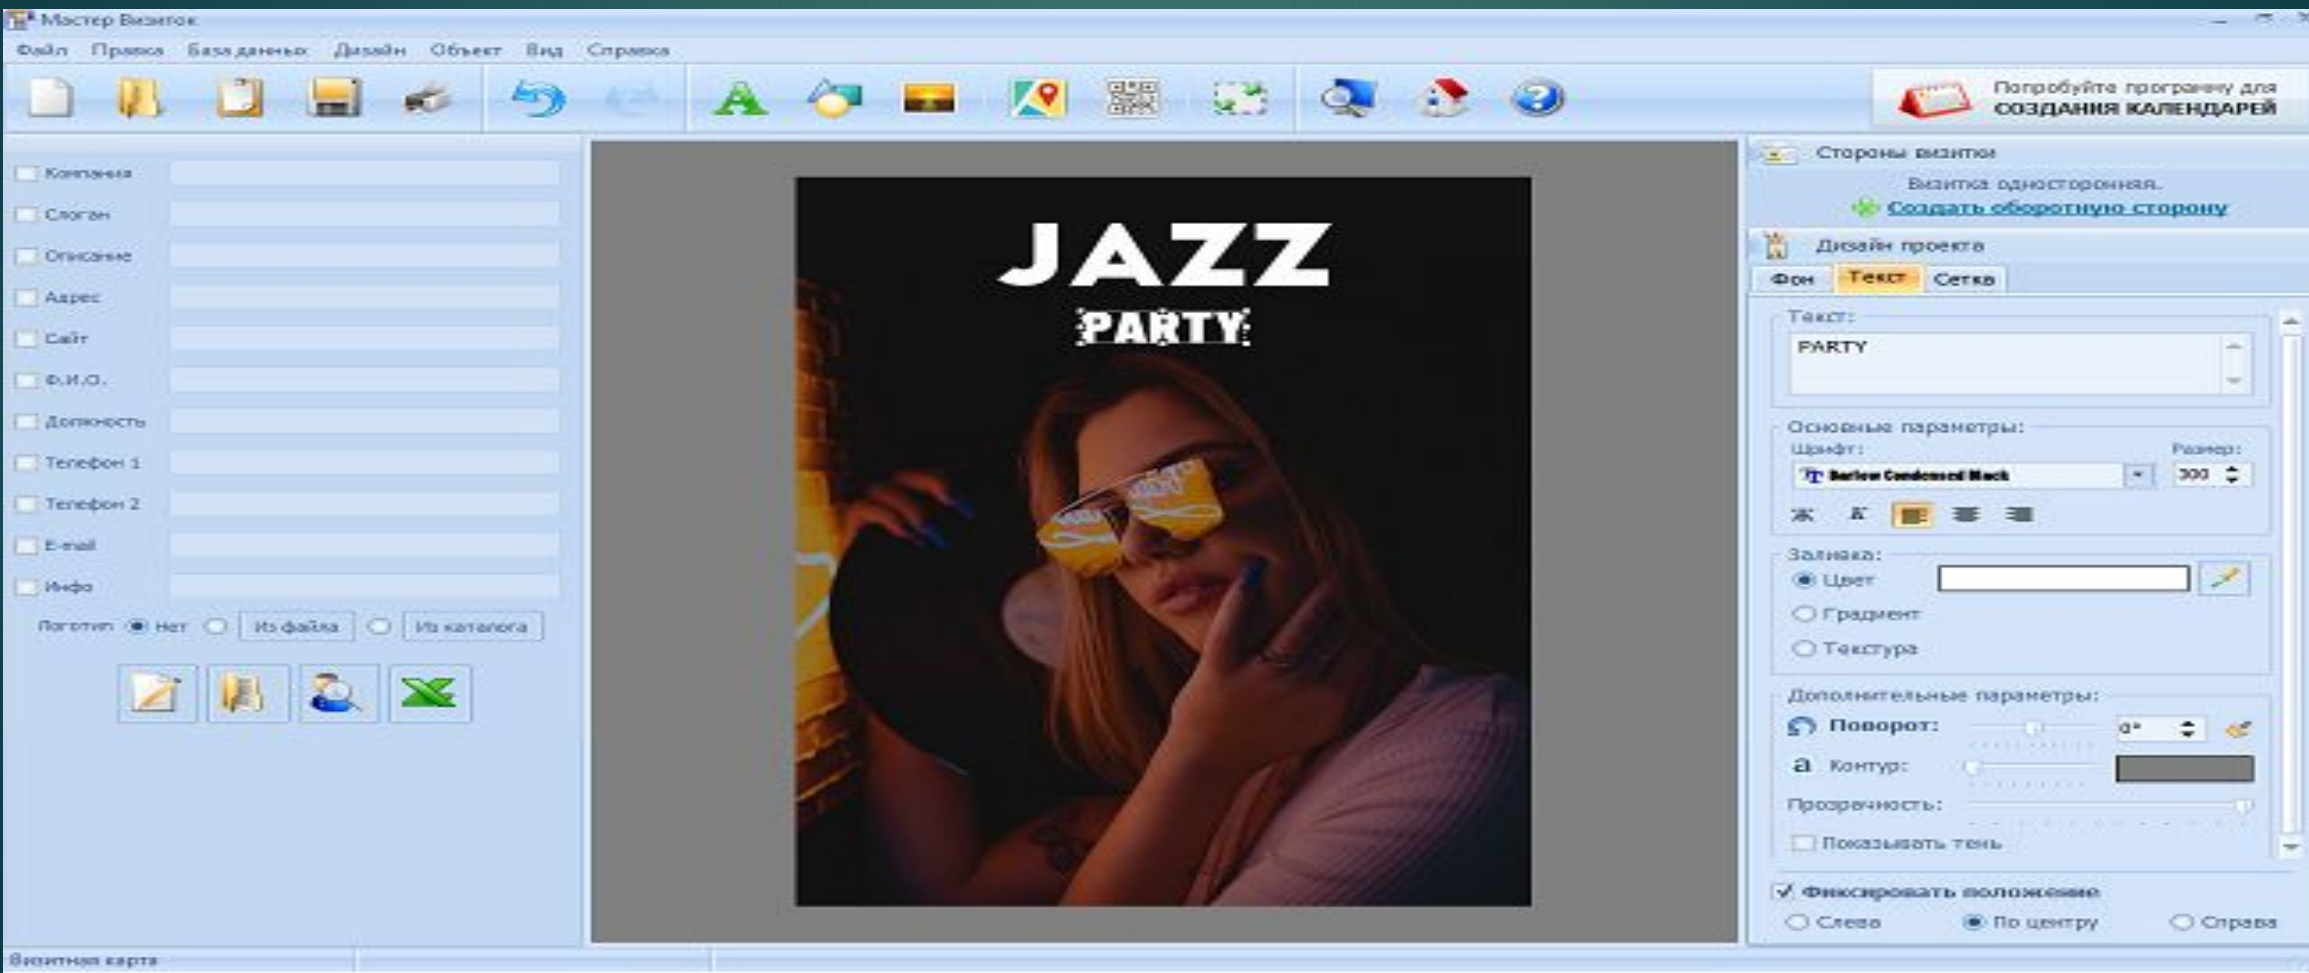 Мастер Визиток
Файл Правка База данных Дизайн Объект Вид Справка
Попробуйте программу для
СОЗДАНИЯ КАЛЕНДАРЕЙ
Компания
Слоган
Описание
Адрес
Сайт
Ф.И.О.
Должность
Телефон 1
Телефон 2
E-mail
Инфо
Логотип Нет Из файла Из каталога
JAZZ
PARTY
Стороны визитки
Визитка односторонняя.
Создать оборотную сторону
Дизайн проекта
Фон Текст Сетка
Текст:
PARTY
Основные параметры:
Шрифт: Размер:
Barlow Condensed Black 300
Ж К
Заливка:
Цвет
Градиент
Текстура
Дополнительные параметры:
Поворот: 0°
a Контур:
Прозрачность:
Показывать тень
Фиксировать положение
Слева По центру Справа
Визитная карта